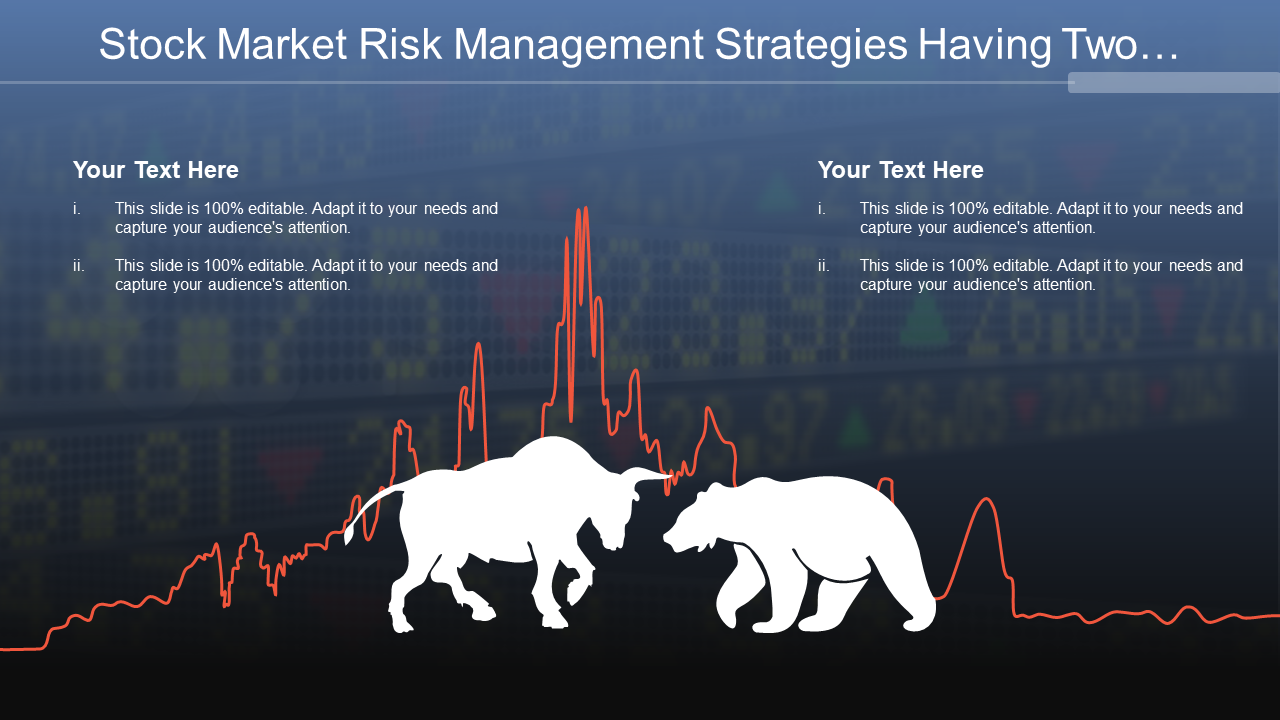 Stock Market Risk Management Strategies Having Two…
Your Text Here
i. This slide is 100% editable. Adapt it to your needs and
capture your audience's attention.
ii. This slide is 100% editable. Adapt it to your needs and
capture your audience's attention.
Your Text Here
i. This slide is 100% editable. Adapt it to your needs and
capture your audience's attention.
ii. This slide is 100% editable. Adapt it to your needs and
capture your audience's attention.